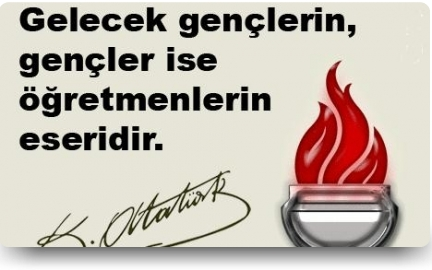 Gelecek gençlerin,
gençler ise
öğretmenlerin
eseridir.
K. Atatürk